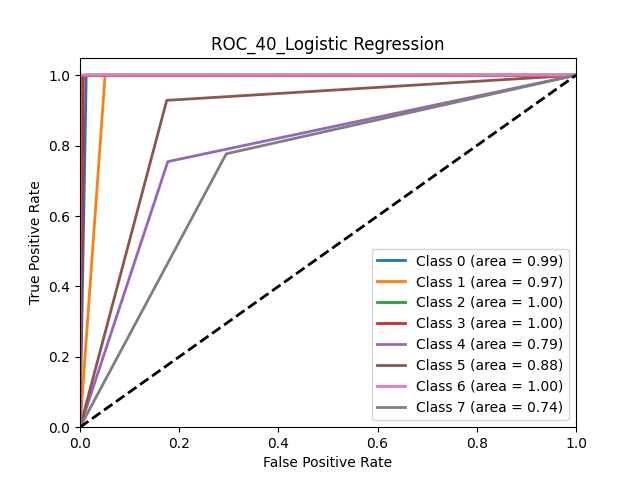 ROC_40_Logistic Regression
True Positive Rate
1.0
0.8
0.6
0.4
0.2
0.0
Class 0 (area = 0.99)
Class 1 (area = 0.97)
Class 2 (area = 1.00)
Class 3 (area = 1.00)
Class 4 (area = 0.79)
Class 5 (area = 0.88)
Class 6 (area = 1.00)
Class 7 (area = 0.74)
0.0 0.2 0.4 0.6 0.8 1.0
False Positive Rate